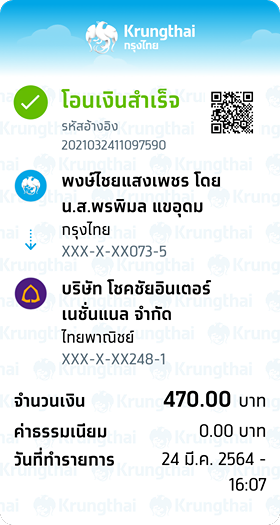 Krungthai
กรุงไทย
โอนเงินสำเร็จ
รหัสอ้างอิง
2021032411097590
พงษ์ไชยแสงเพชร โดย
น.ส.พรพิมล แขอุดม
กรุงไทย
XXX-X-XX073-5
บริษัท โชคชัยอินเตอร์
เนชั่นแนล จำกัด
ไทยพาณิชย์
XXX-X-XX248-1
จำนวนเงิน 470.00 บาท
ค่าธรรมเนียม 0.00 บาท
วันที่ทำรายการ 24 มี.ค. 2564 -
16:07